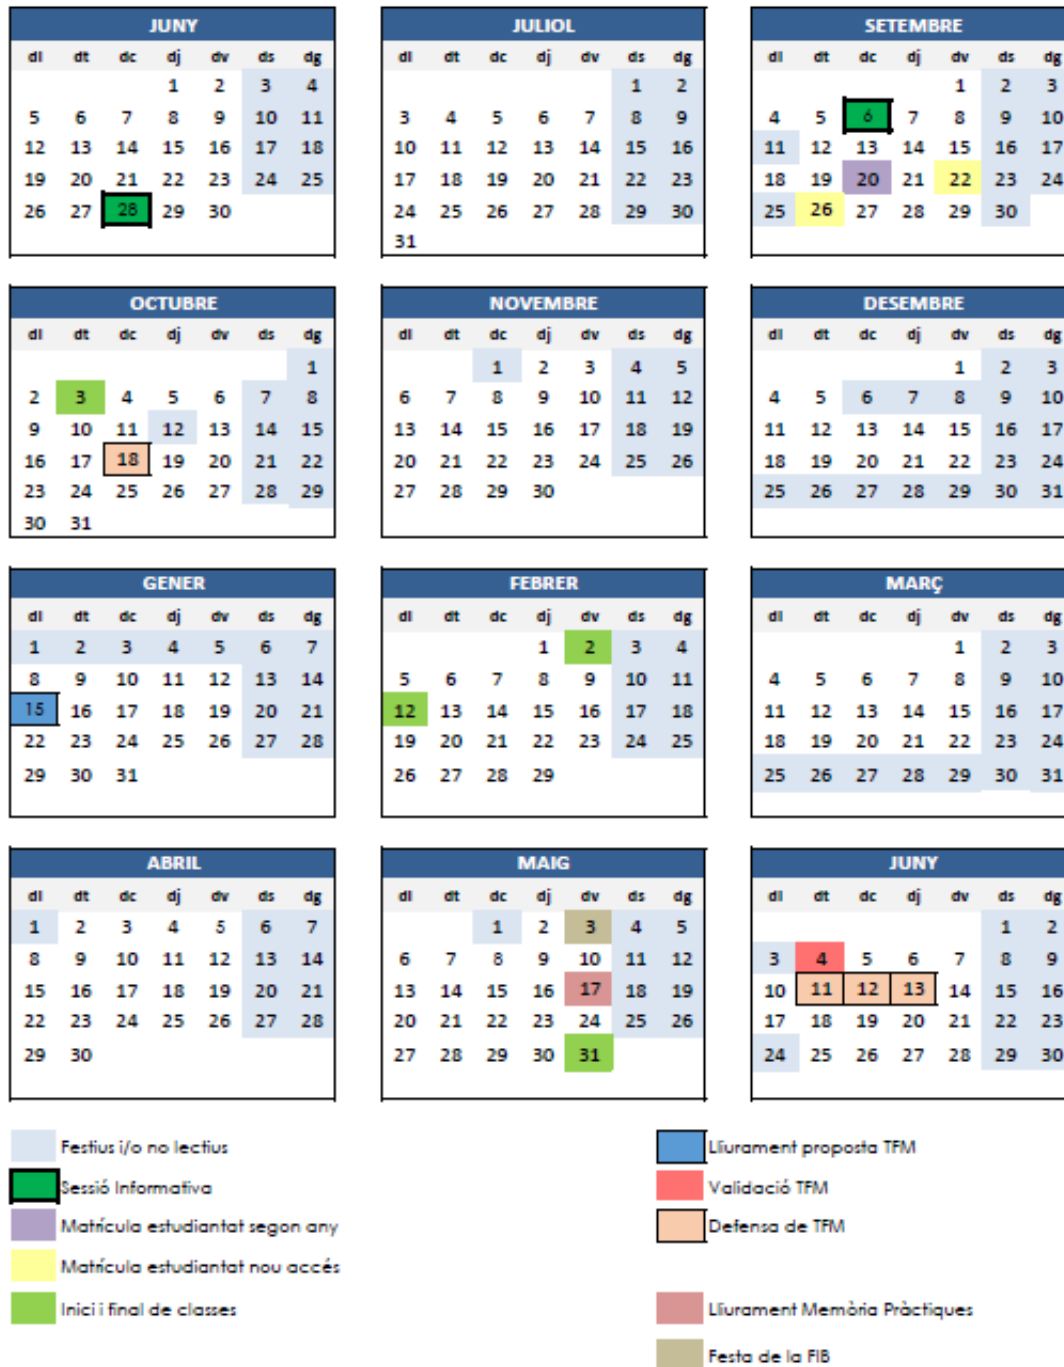 JUNY
dl dt dc dj dv ds dg
1 2 3 4
5 6 7 8 9 10 11
12 13 14 15 16 17 18
19 20 21 22 23 24 25
26 27 28 29 30
JULIOL
dl dt dc dj dv ds dg
1 2
3 4 5 6 7 8 9
10 11 12 13 14 15 16
17 18 19 20 21 22 23
24 25 26 27 28 29 30
31
SETEMBRE
dl dt dc dj dv ds dg
1 2 3
4 5 6 7 8 9 10
11 12 13 14 15 16 17
18 19 20 21 22 23 24
25 26 27 28 29 30
OCTUBRE
dl dt dc dj dv ds dg
1
2 3 4 5 6 7 8
9 10 11 12 13 14 15
16 17 18 19 20 21 22
23 24 25 26 27 28 29
30 31
NOVEMBRE
dl dt dc dj dv ds dg
1 2 3 4 5
6 7 8 9 10 11 12
13 14 15 16 17 18 19
20 21 22 23 24 25 26
27 28 29 30
DESEMBRE
dl dt dc dj dv ds dg
1 2 3
4 5 6 7 8 9 10
11 12 13 14 15 16 17
18 19 20 21 22 23 24
25 26 27 28 29 30 31
GENER
dl dt dc dj dv ds dg
1 2 3 4 5 6 7
8 9 10 11 12 13 14
15 16 17 18 19 20 21
22 23 24 25 26 27 28
29 30 31
FEBRER
dl dt dc dj dv ds dg
1 2 3 4
5 6 7 8 9 10 11
12 13 14 15 16 17 18
19 20 21 22 23 24 25
26 27 28 29
MARÇ
dl dt dc dj dv ds dg
1 2 3
4 5 6 7 8 9 10
11 12 13 14 15 16 17
18 19 20 21 22 23 24
25 26 27 28 29 30 31
ABRIL
dl dt dc dj dv ds dg
1 2 3 4 5 6 7
8 9 10 11 12 13 14
15 16 17 18 19 20 21
22 23 24 25 26 27 28
29 30
MAIG
dl dt dc dj dv ds dg
1 2 3 4 5
6 7 8 9 10 11 12
13 14 15 16 17 18 19
20 21 22 23 24 25 26
27 28 29 30 31
JUNY
dl dt dc dj dv ds dg
1 2
3 4 5 6 7 8 9
10 11 12 13 14 15 16
17 18 19 20 21 22 23
24 25 26 27 28 29 30
Festius i/o no lectius
Sessió Informativa
Matrícula estudiantat segon any
Matrícula estudiantat nou accés
Inici i final de classes
Lliurament proposta TFM
Validació TFM
Defensa de TFM
Lliurament Memòria Pràctiques
Festa de la FIB